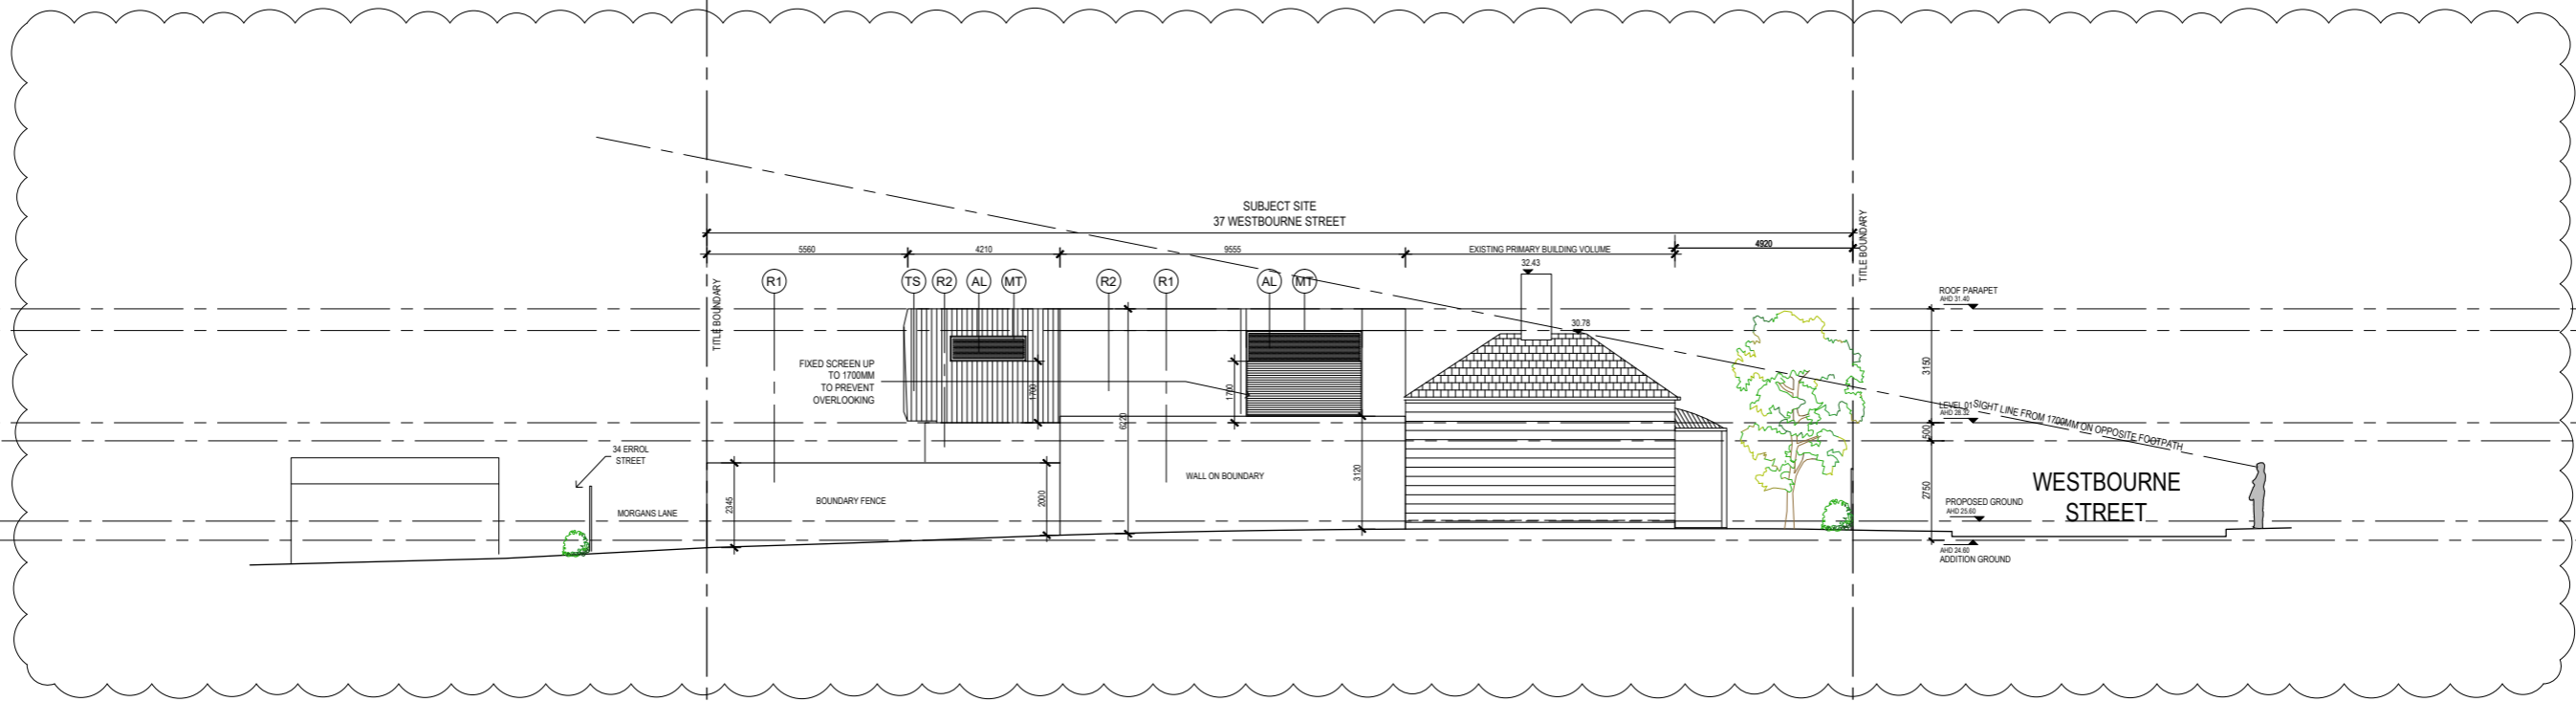 SUBJECT SITE
37 WESTBOURNE STREET
5560
4210
9555
EXISTING PRIMARY BUILDING VOLUME
4920
TITLE BOUNDARY
TITLE BOUNDARY
32.43
R1
TS
R2
AL
MT
R2
R1
AL
MT
30.78
ROOF PARAPET
AHD 31.40
FIXED SCREEN UP
TO 1700MM
TO PREVENT
OVERLOOKING
1700
1700
6220
3150
LEVEL 01
AHD 28.32
SIGHT LINE FROM 1700MM ON OPPOSITE FOOTPATH
500
34 ERROL
STREET
WALL ON BOUNDARY
3120
2750
WESTBOURNE
STREET
MORGANS LANE
2345
BOUNDARY FENCE
2000
PROPOSED GROUND
AHD 25.60
AHD 24.60
ADDITION GROUND